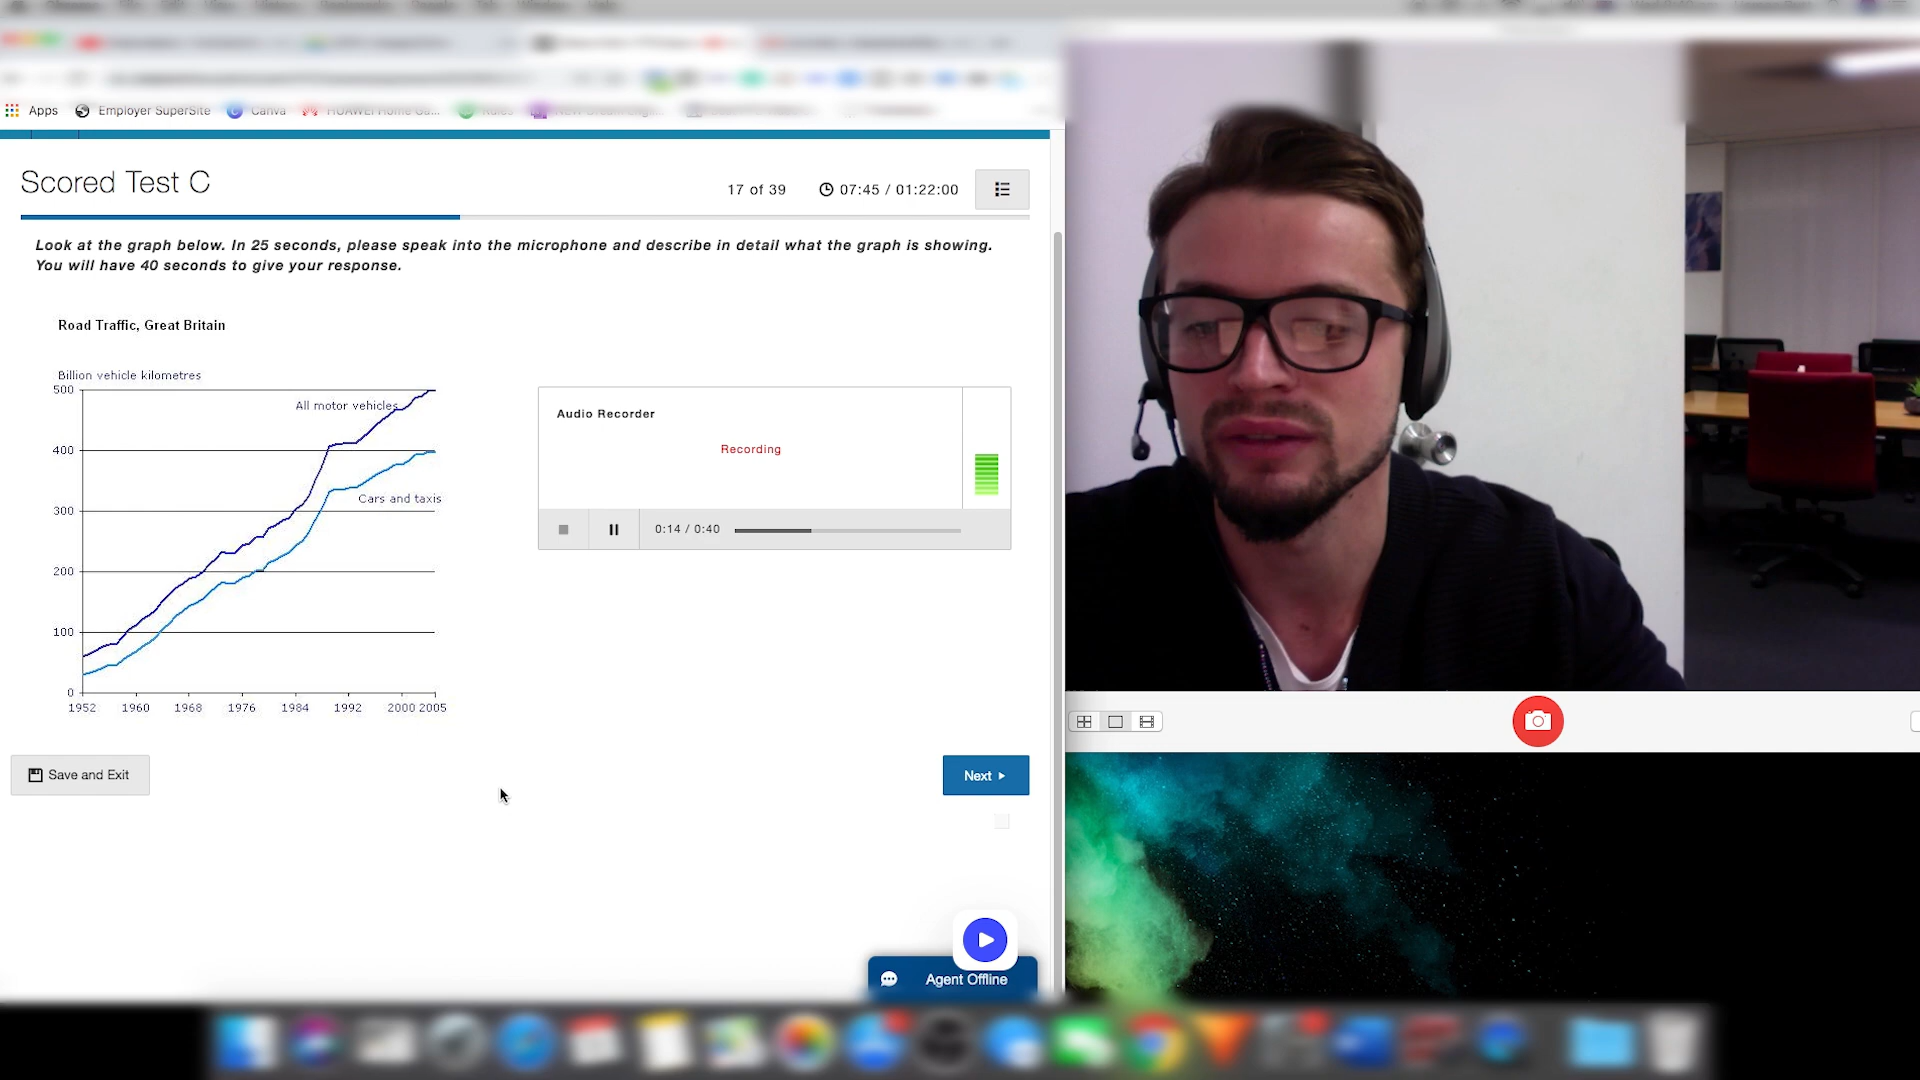 Apps Employer SuperSite Canva HUAWEI Home Ga... Rules
Scored Test C
17 of 39 07:45 / 01:22:00
Look at the graph below. In 25 seconds, please speak into the microphone and describe in detail what the graph is showing.
You will have 40 seconds to give your response.
Road Traffic, Great Britain
Billion vehicle kilometres
500
All motor vehicles
400
Cars and taxis
300
200
100
0
1952 1960 1968 1976 1984 1992 2000 2005
Audio Recorder
Recording
0:14 / 0:40
Save and Exit
Next
Agent Offline